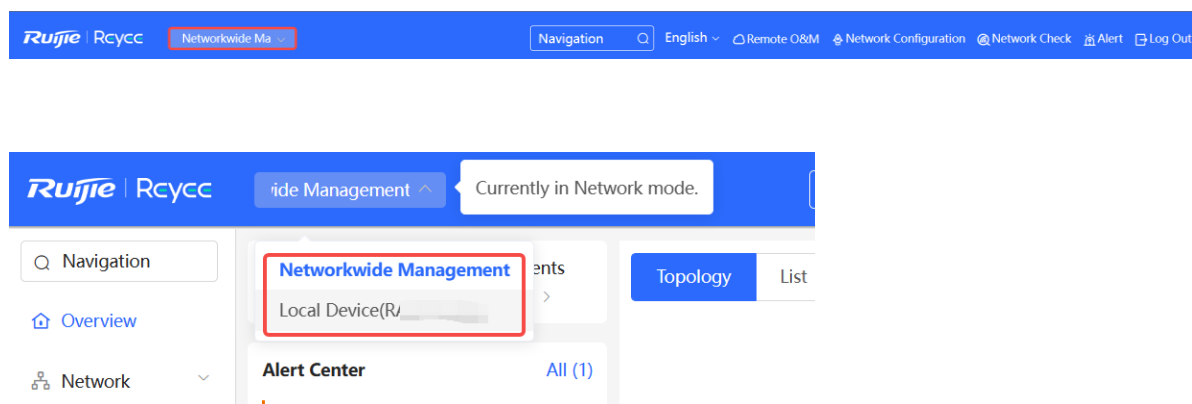 Ruijie | Reyee Networkwide Ma Navigation English Remote O&M Network Configuration Network Check Alert Log Out
Ruijie | Reyee ide Management Currently in Network mode.
Navigation
Networkwide Management ents Topology List
Local Device(RA
Overview
Alert Center All (1)
Network